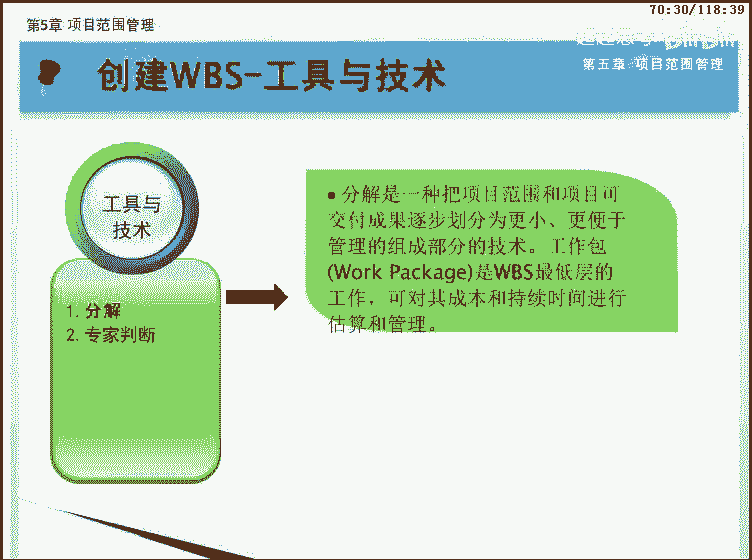 70:30/118:39
第5章 项目范围管理
第五章 项目范围管理
创建WBS-工具与技术
工具与
技术
1. 分解
2. 专家判断
• 分解是一种把项目范围和项目可
交付成果逐步划分为更小、更便于
管理的组成部分的技术。工作包
(Work Package)是WBS最低层的
工作，可对其成本和持续时间进行
估算和管理。